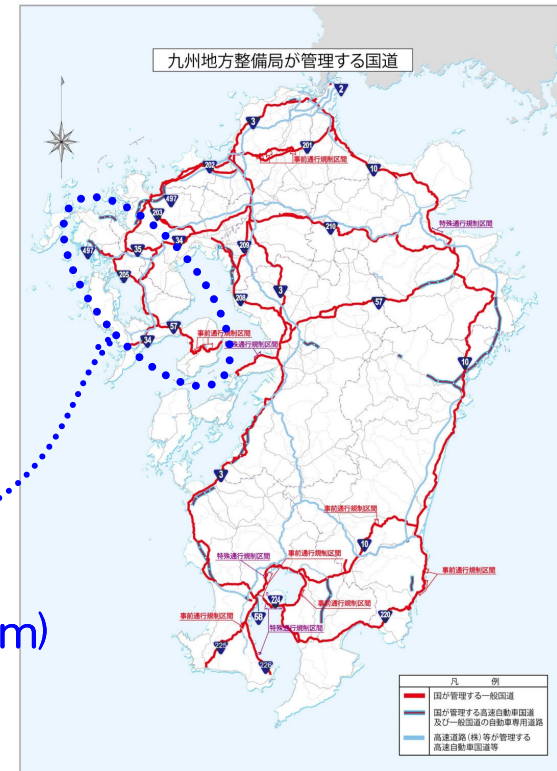 九州地方整備局が管理する国道
2
3
201
事前通行規制区間
10
202
497
203
特殊通行規制区間
210
34
35
209
497
205
208
3
57
57
34
事前通行規制区間
特殊通行規制区間
10
3
事前通行規制区間
10
特殊通行規制区間
事前通行規制区間
事前通行規制区間
224
事前通行規制区間
220
58
m)
事前通行規制区間
特殊通行規制区間
225
226
凡 例
国が管理する一般国道
国が管理する高速自動車国道
及び一般国道の自動車専用道路
高速道路(株)等が管理する
高速自動車国道等